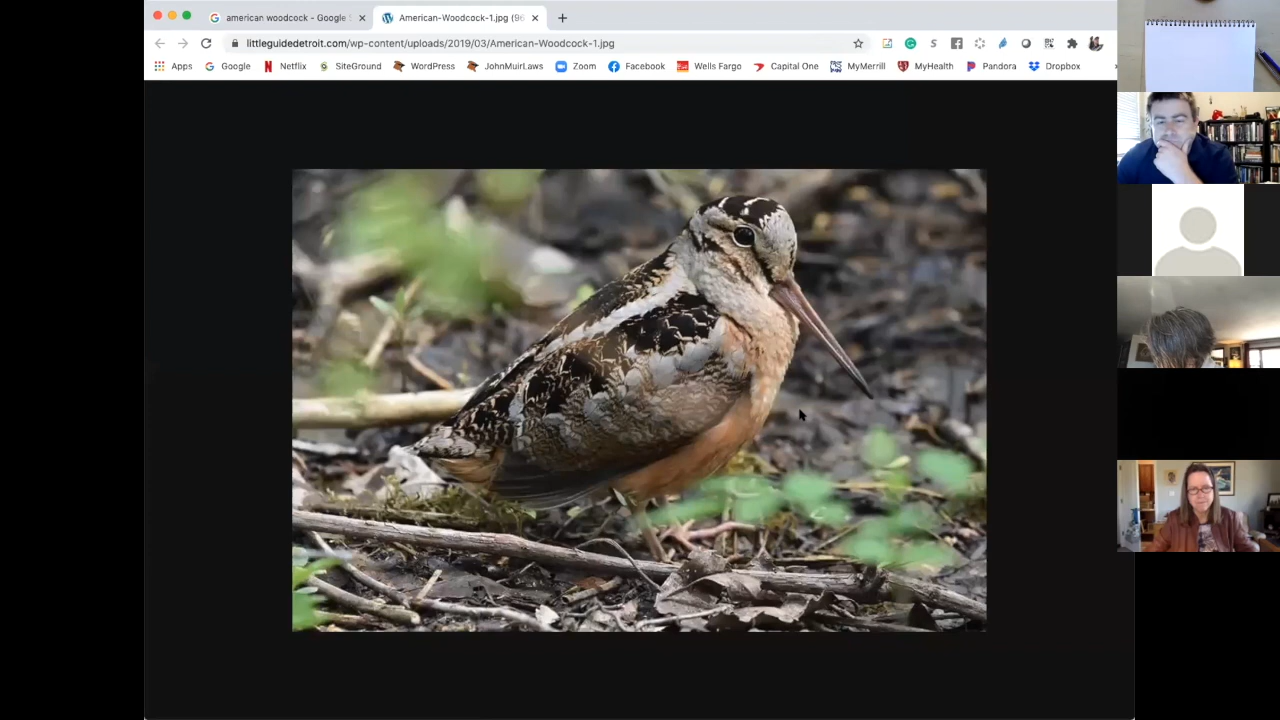 american woodcock - Google
American-Woodcock-1.jpg (96
littleguidedetroit.com/wp-content/uploads/2019/03/American-Woodcock-1.jpg
Apps Google Netflix SiteGround WordPress JohnMuirLaws Zoom Facebook Wells Fargo Capital One MyMerrill MyHealth Pandora Dropbox